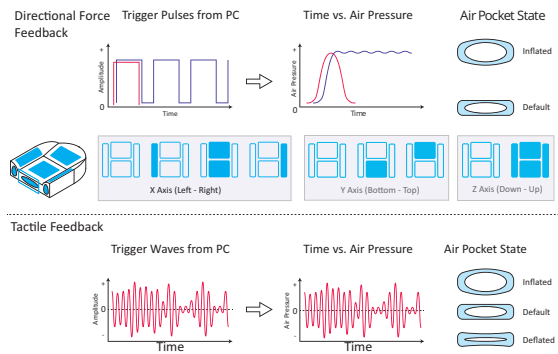 Directional Force
Feedback
Trigger Pulses from PC
Time vs. Air Pressure
Air Pocket State
+
Amplitude
0
Time
+
Air Pressure
0
Time
Inflated
Default
X Axis (Left - Right)
Y Axis (Bottom - Top)
Z Axis (Down - Up)
Tactile Feedback
Trigger Waves from PC
Time vs. Air Pressure
Air Pocket State
+
Amplitude
0
-
Time
+
Air Pressure
0
-
Time
Inflated
Default
Deflated